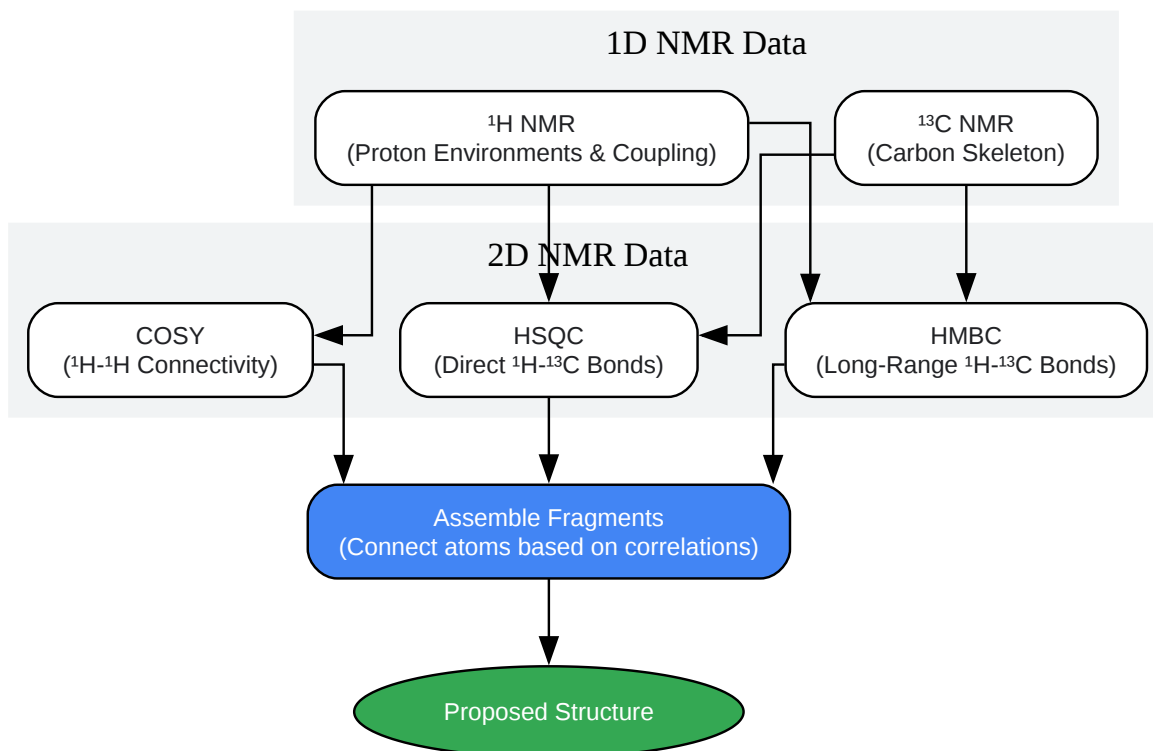 1D NMR Data
¹H NMR
(Proton Environments & Coupling)
¹³C NMR
(Carbon Skeleton)
2D NMR Data
COSY
(¹H-¹H Connectivity)
HSQC
(Direct ¹H-¹³C Bonds)
HMBC
(Long-Range ¹H-¹³C Bonds)
Assemble Fragments
(Connect atoms based on correlations)
Proposed Structure